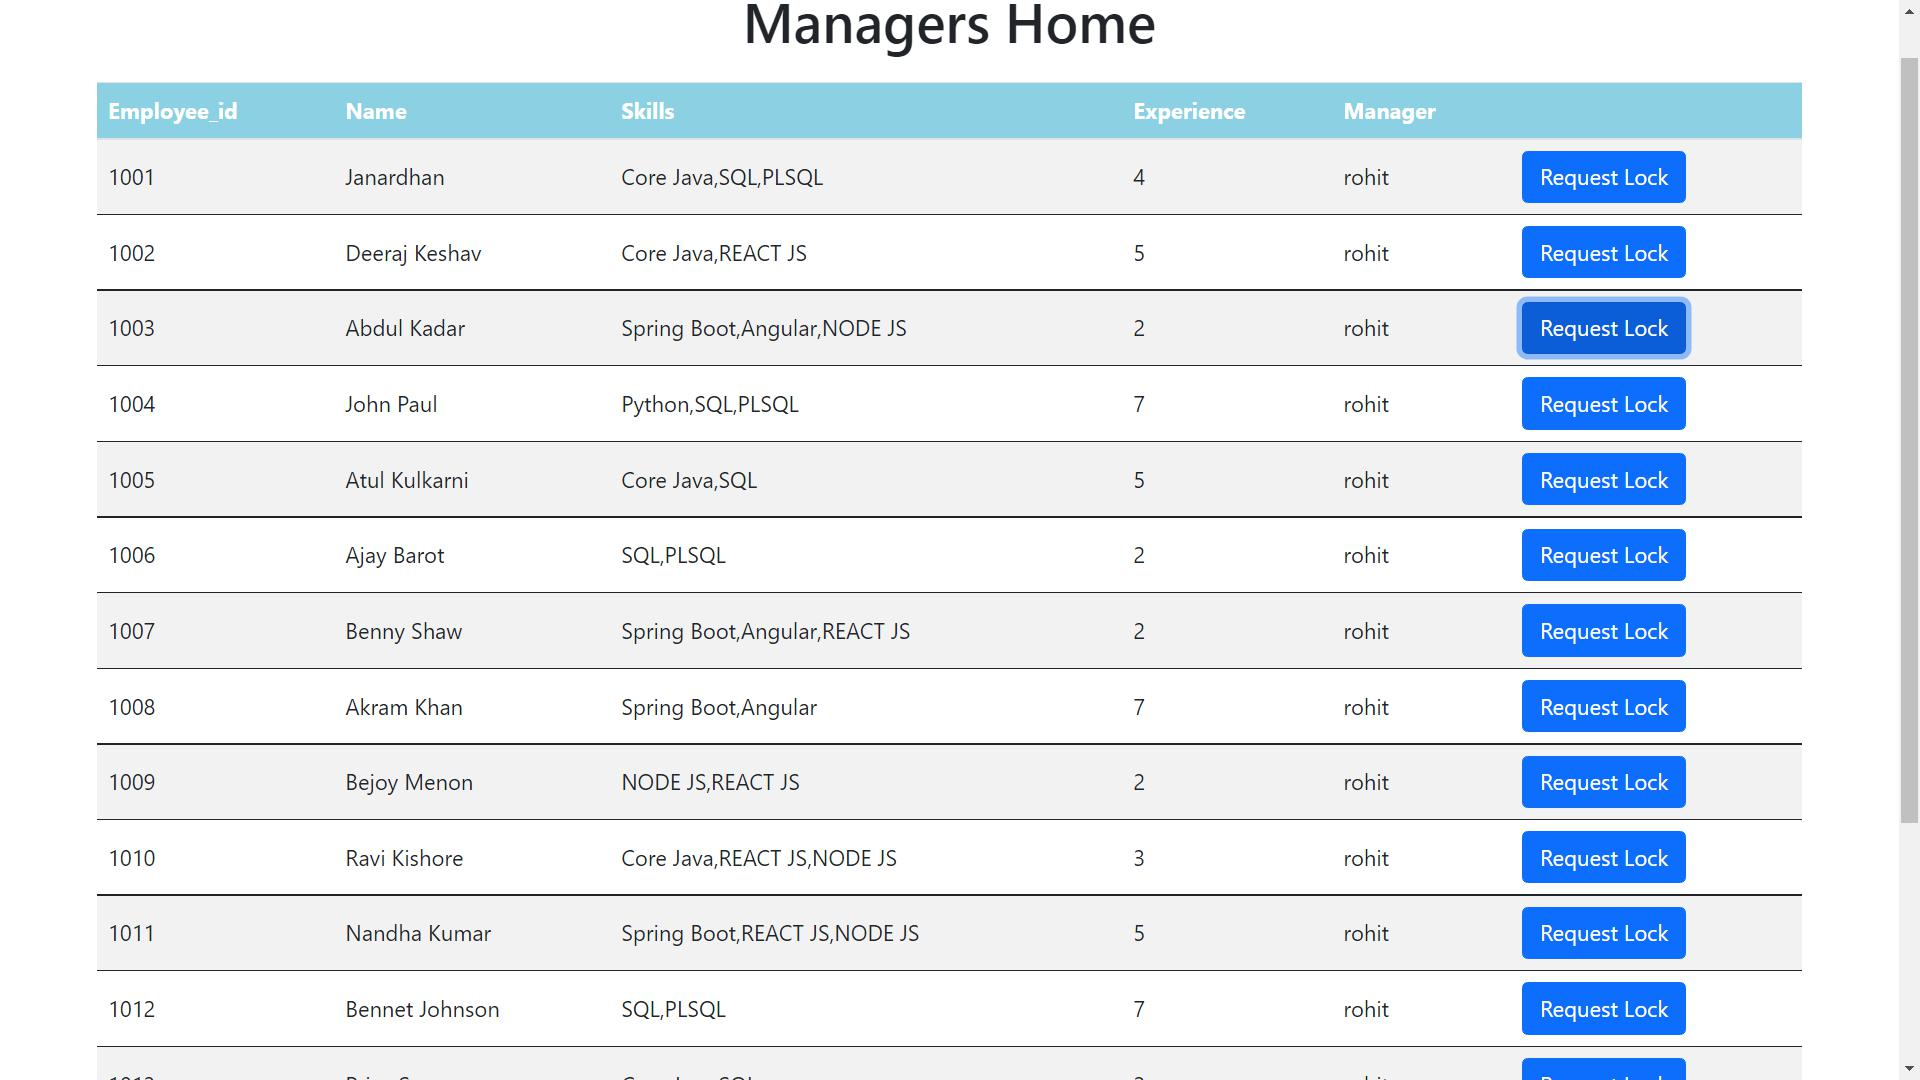 Managers Home
Employee_id Name Skills Experience Manager
1001 Janardhan Core Java,SQL,PLSQL 4 rohit Request Lock
1002 Deeraj Keshav Core Java,REACT JS 5 rohit Request Lock
1003 Abdul Kadar Spring Boot,Angular,NODE JS 2 rohit Request Lock
1004 John Paul Python,SQL,PLSQL 7 rohit Request Lock
1005 Atul Kulkarni Core Java,SQL 5 rohit Request Lock
1006 Ajay Barot SQL,PLSQL 2 rohit Request Lock
1007 Benny Shaw Spring Boot,Angular,REACT JS 2 rohit Request Lock
1008 Akram Khan Spring Boot,Angular 7 rohit Request Lock
1009 Bejoy Menon NODE JS,REACT JS 2 rohit Request Lock
1010 Ravi Kishore Core Java,REACT JS,NODE JS 3 rohit Request Lock
1011 Nandha Kumar Spring Boot,REACT JS,NODE JS 5 rohit Request Lock
1012 Bennet Johnson SQL,PLSQL 7 rohit Request Lock